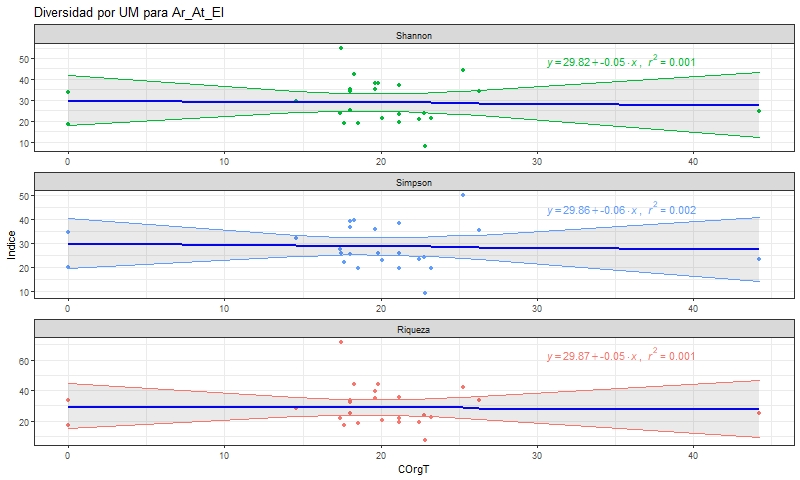 Diversidad por UM para Ar_At_El
Shannon
y = 29.82 + -0.05 · x , r² = 0.001
50
40
30
20
10
0 10 20 30 40
Simpson
y = 29.86 + -0.06 · x , r² = 0.002
50
40
30
20
10
0 10 20 30 40
Indice
Riqueza
y = 29.87 + -0.05 · x , r² = 0.001
60
40
20
0 10 20 30 40
COrgT